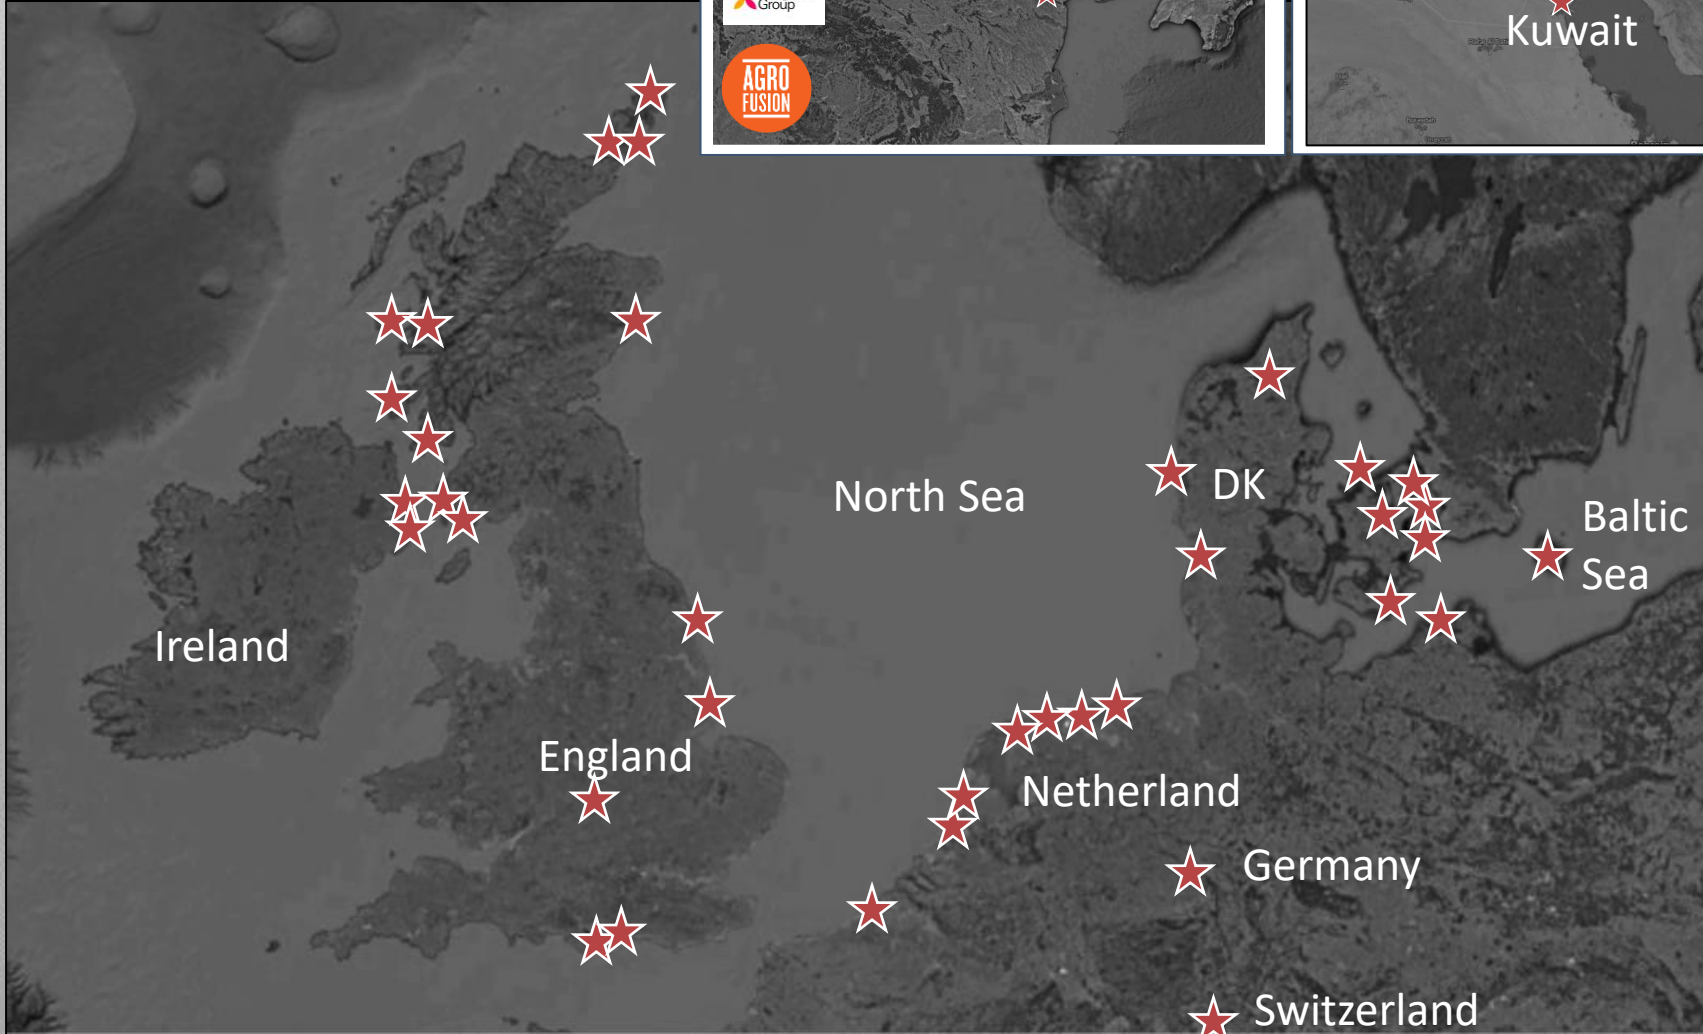 Group
AGRO
FUSION
Kuwait
North Sea
DK
Baltic
Sea
Ireland
England
Netherland
Germany
Switzerland